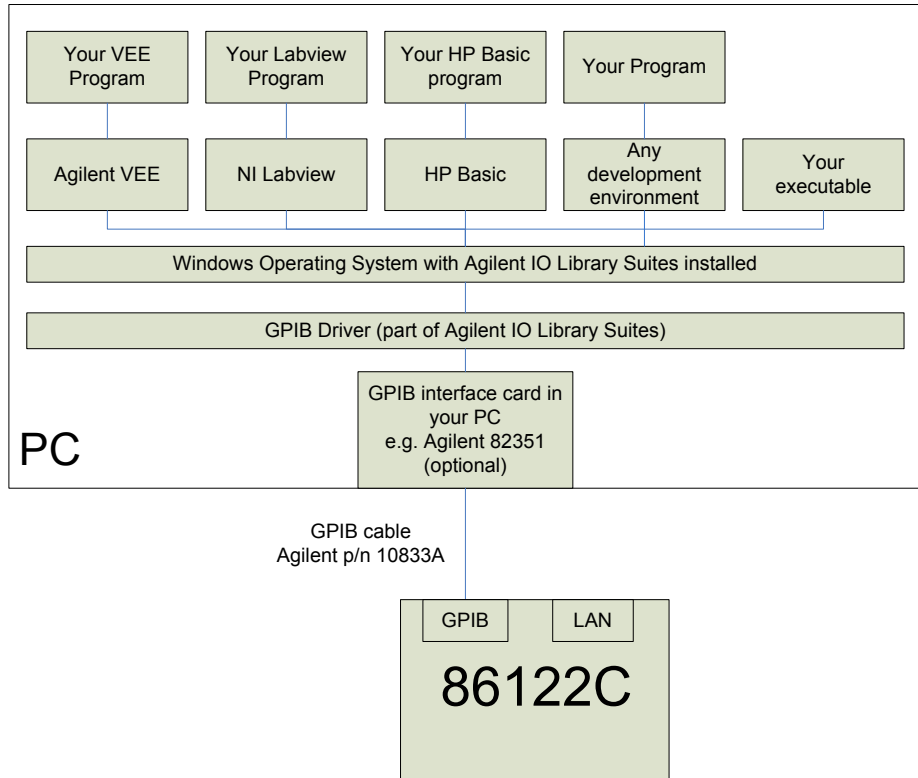 Your VEE
Program
Your Labview
Program
Your HP Basic
program
Your Program
Agilent VEE
NI Labview
HP Basic
Any
development
environment
Your
executable
Windows Operating System with Agilent IO Library Suites installed
GPIB Driver (part of Agilent IO Library Suites)
GPIB interface card in
your PC
e.g. Agilent 82351
(optional)
PC
GPIB cable
Agilent p/n 10833A
GPIB
LAN
86122C